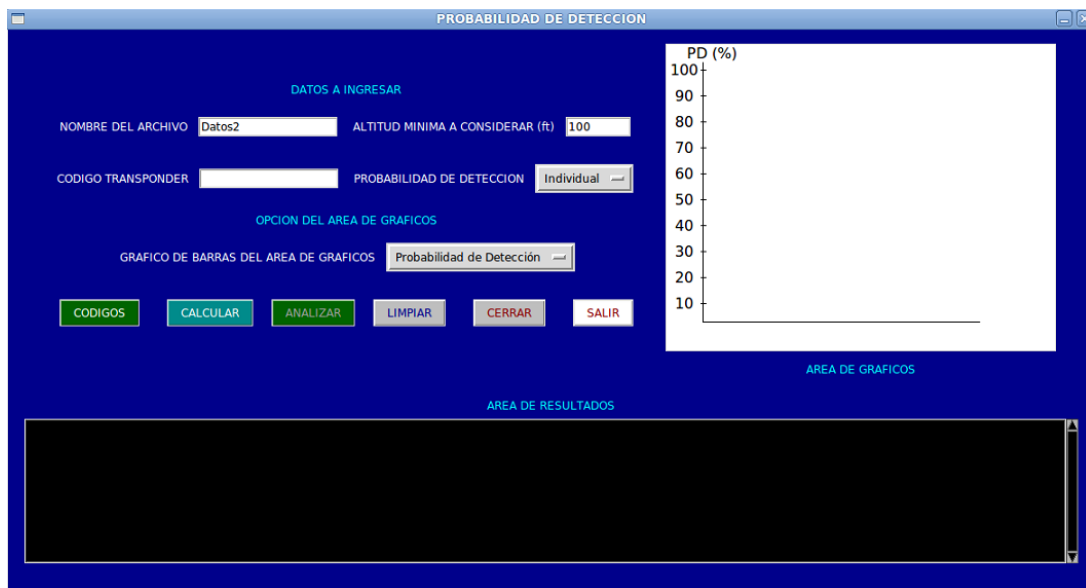 PROBABILIDAD DE DETECCION
DATOS A INGRESAR
NOMBRE DEL ARCHIVO Datos2 ALTITUD MINIMA A CONSIDERAR (ft) 100
CODIGO TRANSPONDER PROBABILIDAD DE DETECCION Individual
OPCION DEL AREA DE GRAFICOS
GRAFICO DE BARRAS DEL AREA DE GRAFICOS Probabilidad de Detección
CODIGOS CALCULAR ANALIZAR LIMPIAR CERRAR SALIR
PD (%)
100
90
80
70
60
50
40
30
20
10
AREA DE GRAFICOS
AREA DE RESULTADOS